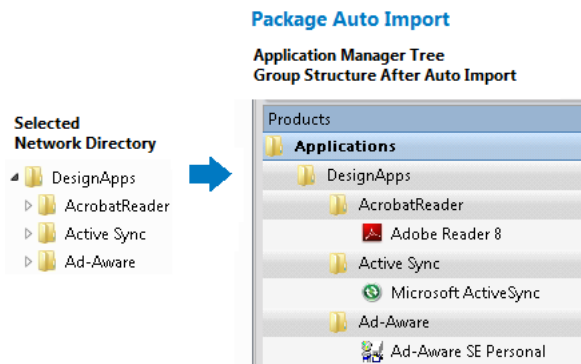 Package Auto Import
Application Manager Tree
Group Structure After Auto Import
Selected
Network Directory
DesignApps
AcrobatReader
Active Sync
Ad-Aware
Products
Applications
DesignApps
AcrobatReader
Adobe Reader 8
Active Sync
Microsoft ActiveSync
Ad-Aware
Ad-Aware SE Personal